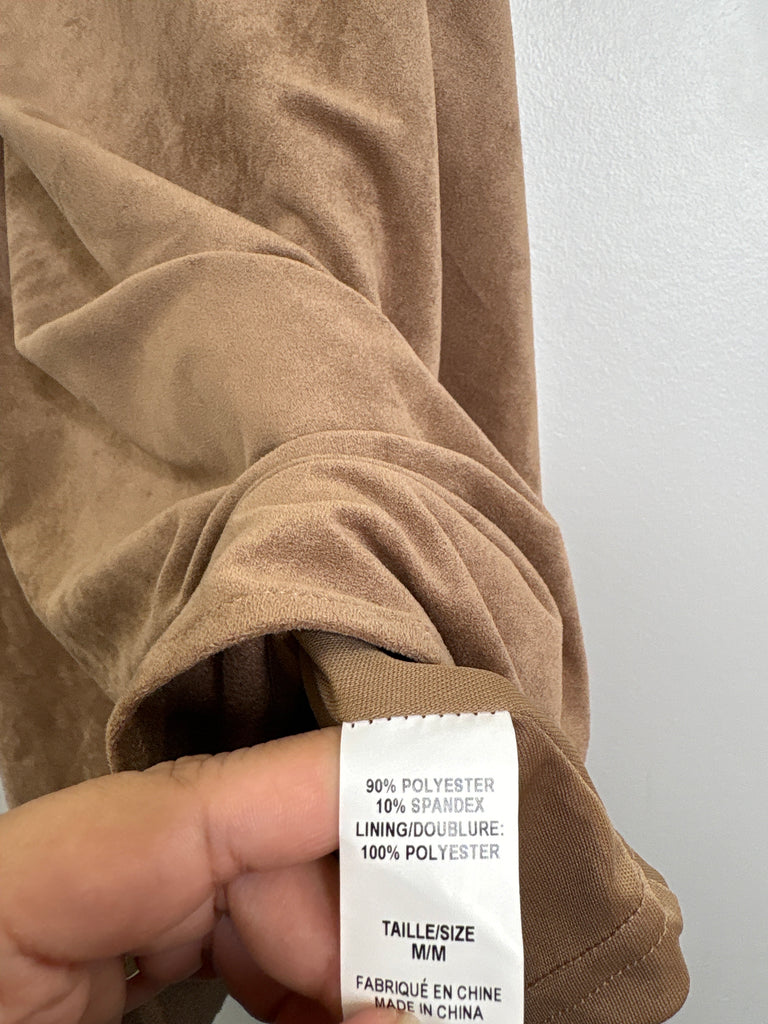 90% POLYESTER
10% SPANDEX
LINING/DOUBLURE:
100% POLYESTER
TAILLE/SIZE
M/M
FABRIQUÉ EN CHINE
MADE IN CHINA